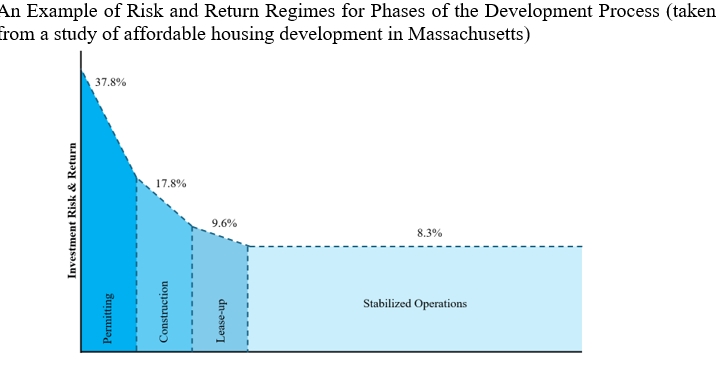 An Example of Risk and Return Regimes for Phases of the Development Process (taken
from a study of affordable housing development in Massachusetts)
37.8%
17.8%
9.6%
8.3%
Investment Risk & Return
Permitting
Construction
Lease-up
Stabilized Operations